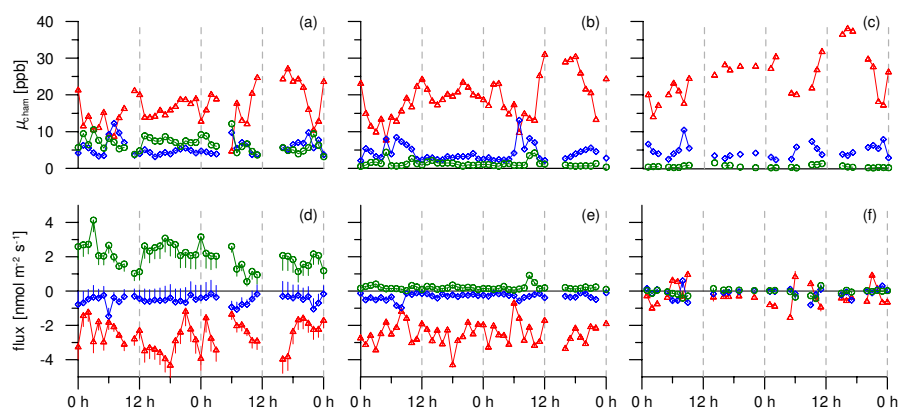 (a) (b) (c)
40
30
20
10
0
μcham [ppb]
(d) (e) (f)
4
2
0
-2
-4
flux [nmol m⁻² s⁻¹]
0 h 12 h 0 h 12 h 0 h 0 h 12 h 0 h 12 h 0 h 0 h 12 h 0 h 12 h 0 h